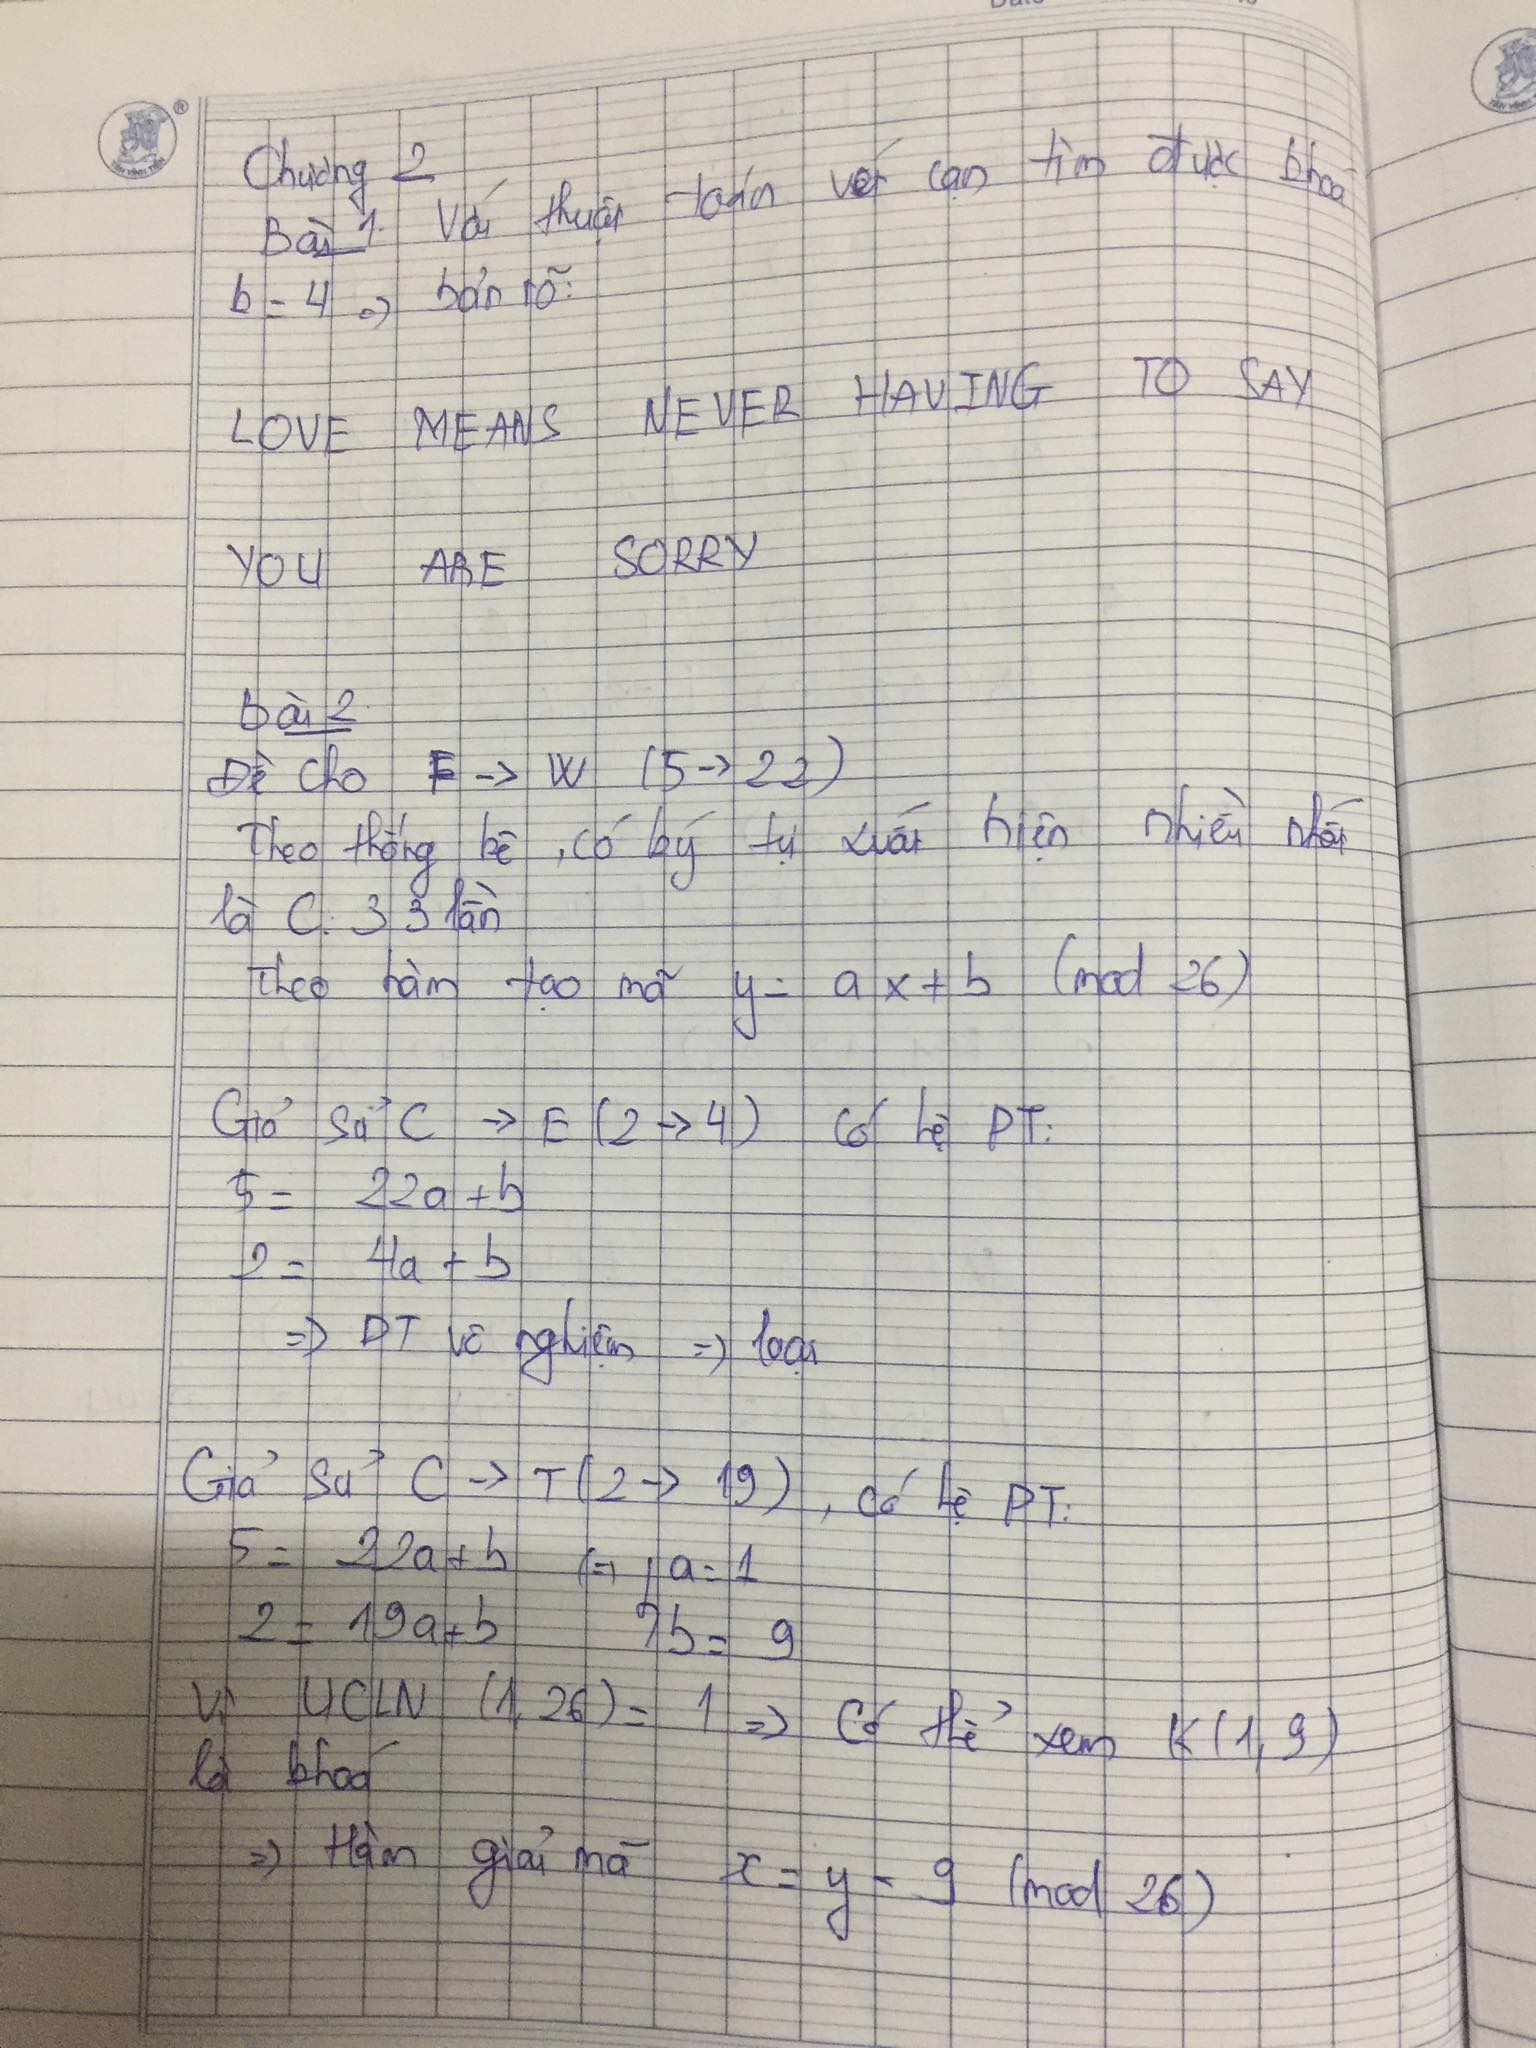 Chương 2
Bài 1. Với thuật toán vét cạn tìm được khoá
k = 4 => bản rõ:
LOVE MEANS NEVER HAVING TO SAY
YOU ARE SORRY
Bài 2
Đề cho F -> W (5 -> 22)
Theo thống kê, có ký tự xuất hiện nhiều nhất
là C: 33 lần
Theo hàm tạo mã y = ax + b (mod 26)
Giả sử C -> E (2 -> 4) có hệ PT:
5 = 22a + b
2 = 4a + b
=> PT vô nghiệm => loại
Giả sử C -> T (2 -> 19), có hệ PT:
5 = 22a + b <=> { a = 1
2 = 19a + b b = 9
Vì UCLN (1, 26) = 1 => Có thể xem K(1, 9)
là khoá
=> Hàm giải mã x = y - 9 (mod 26)